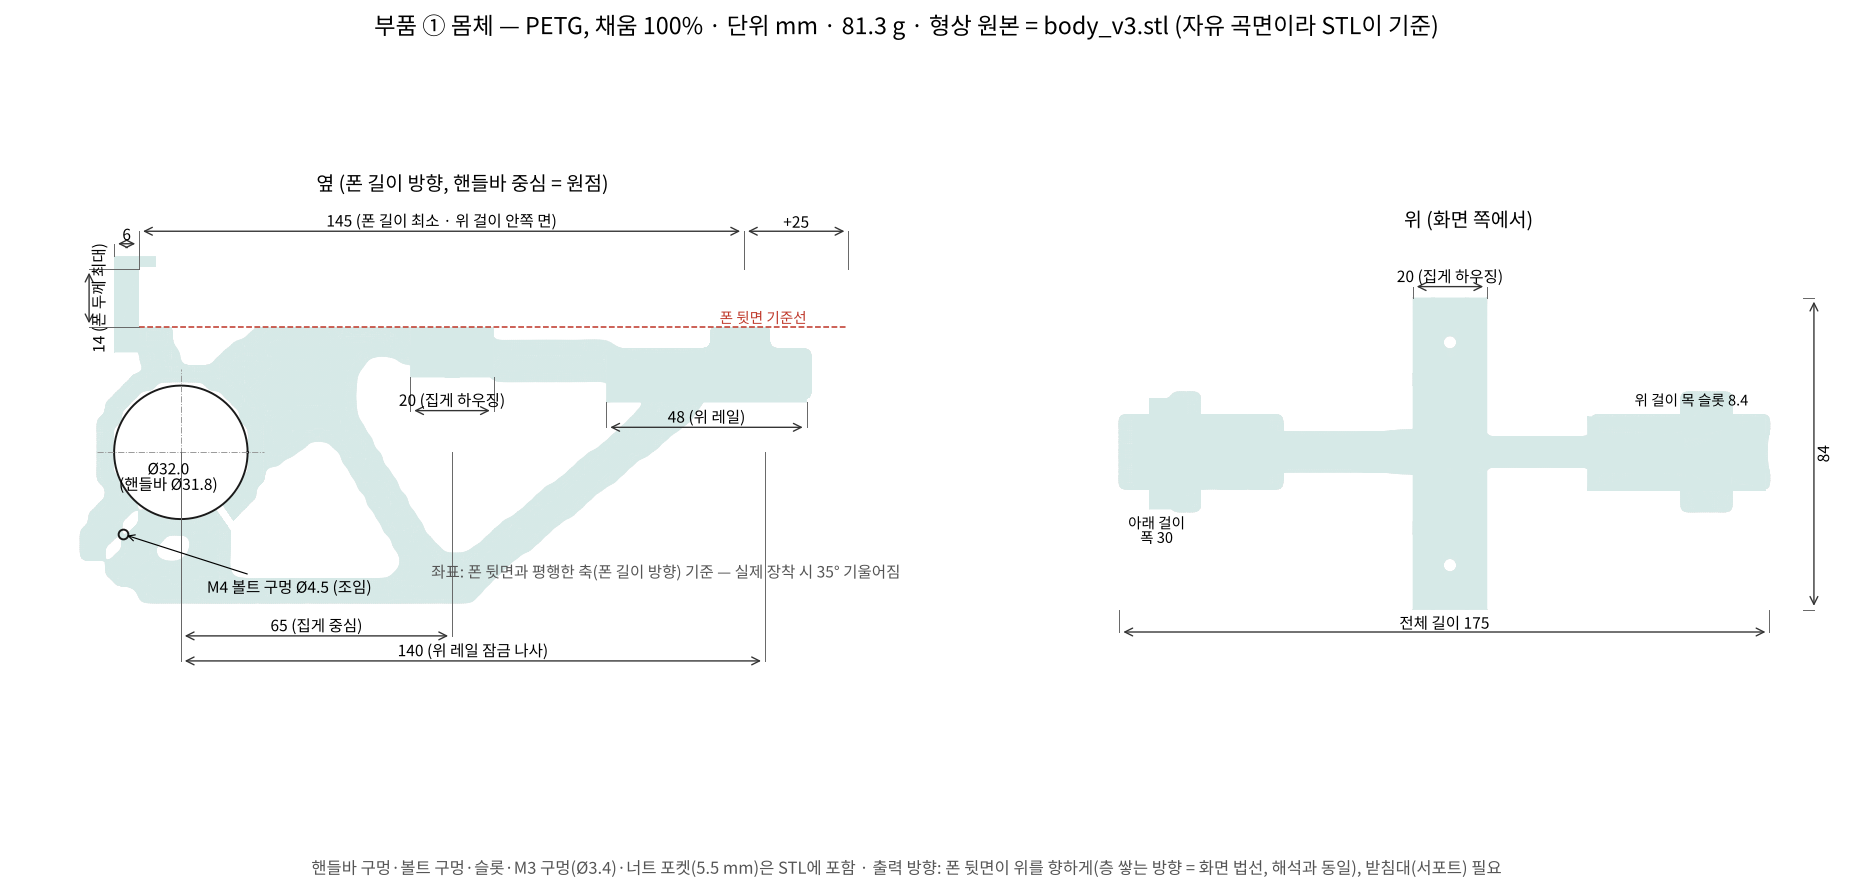 부품 ① 몸체 — PETG, 채움 100% · 단위 mm · 81.3 g · 형상 원본 = body_v3.stl (자유 곡면이라 STL이 기준)
옆 (폰 길이 방향, 핸들바 중심 = 원점)
145 (폰 길이 최소 · 위 걸이 안쪽 면)
+25
6
14 (폰 두께 최대)
폰 뒷면 기준선
20 (집게 하우징)
48 (위 레일)
Ø32.0
(핸들바 Ø31.8)
M4 볼트 구멍 Ø4.5 (조임)
좌표: 폰 뒷면과 평행한 축(폰 길이 방향) 기준 — 실제 장착 시 35° 기울어짐
65 (집게 중심)
140 (위 레일 잠금 나사)
위 (화면 쪽에서)
20 (집게 하우징)
위 걸이 목 슬롯 8.4
84
아래 걸이
폭 30
전체 길이 175
핸들바 구멍·볼트 구멍·슬롯·M3 구멍(Ø3.4)·너트 포켓(5.5 mm)은 STL에 포함 · 출력 방향: 폰 뒷면이 위를 향하게(층 쌓는 방향 = 화면 법선, 해석과 동일), 받침대(서포트) 필요